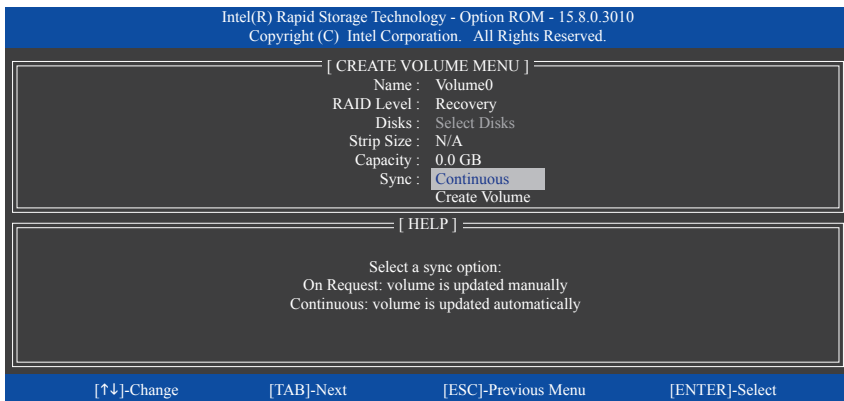 Intel(R) Rapid Storage Technology - Option ROM - 15.8.0.3010
Copyright (C) Intel Corporation. All Rights Reserved.
[ CREATE VOLUME MENU ]
Name : Volume0
RAID Level : Recovery
Disks : Select Disks
Strip Size : N/A
Capacity : 0.0 GB
Sync : Continuous
Create Volume
[ HELP ]
Select a sync option:
On Request: volume is updated manually
Continuous: volume is updated automatically
[↑↓]-Change [TAB]-Next [ESC]-Previous Menu [ENTER]-Select